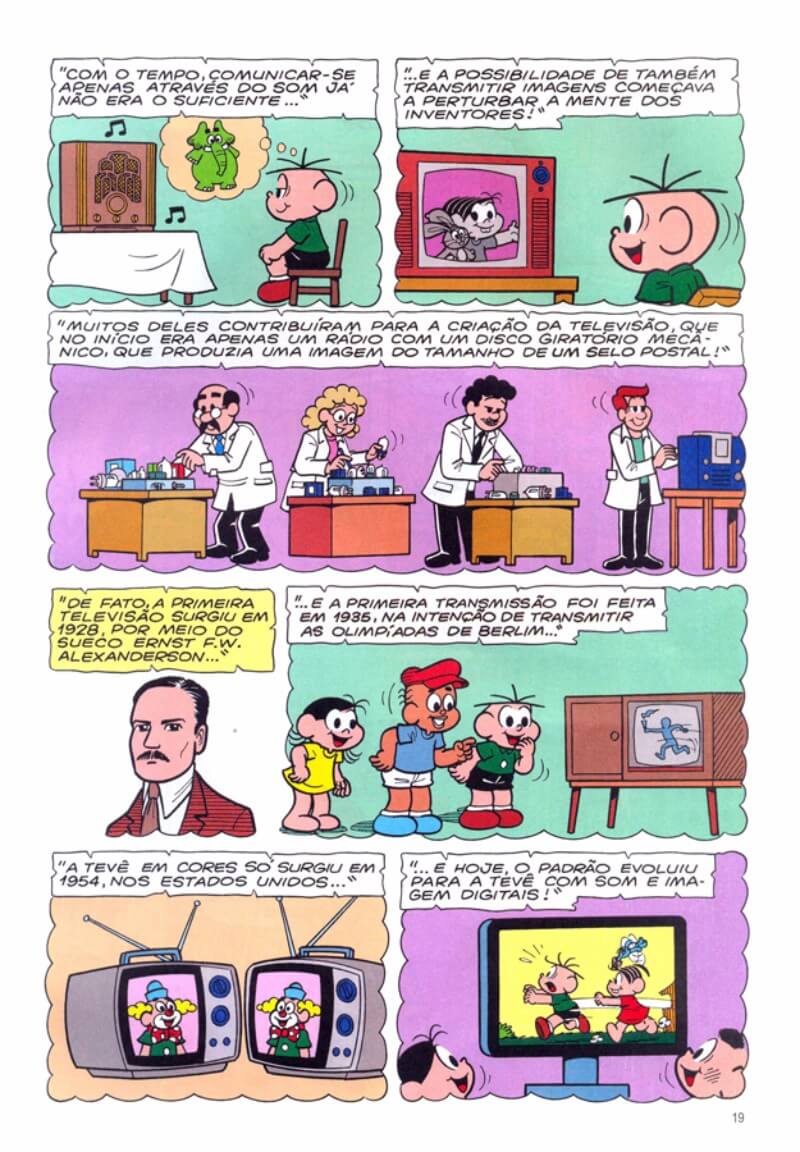 "COM O TEMPO, COMUNICAR-SE
APENAS ATRAVÉS DO SOM JÁ
NÃO ERA O SUFICIENTE..."
"...E A POSSIBILIDADE DE TAMBÉM
TRANSMITIR IMAGENS COMEÇAVA
A PERTURBAR A MENTE DOS
INVENTORES!"
"MUITOS DELES CONTRIBUÍRAM PARA A CRIAÇÃO DA TELEVISÃO, QUE
NO INÍCIO ERA APENAS UM RÁDIO COM UM DISCO GIRATÓRIO MECÂ-
NICO, QUE PRODUZIA UMA IMAGEM DO TAMANHO DE UM SELO POSTAL!"
"DE FATO, A PRIMEIRA
TELEVISÃO SURGIU EM
1928, POR MEIO DO
SUECO ERNST F.W.
ALEXANDERSON..."
"...E A PRIMEIRA TRANSMISSÃO FOI FEITA
EM 1935, NA INTENÇÃO DE TRANSMITIR
AS OLIMPÍADAS DE BERLIM..."
"A TEVÊ EM CORES SÓ SURGIU EM
1954, NOS ESTADOS UNIDOS..."
"...E HOJE, O PADRÃO EVOLUIU
PARA A TEVÊ COM SOM E IMA-
GEM DIGITAIS!"
19